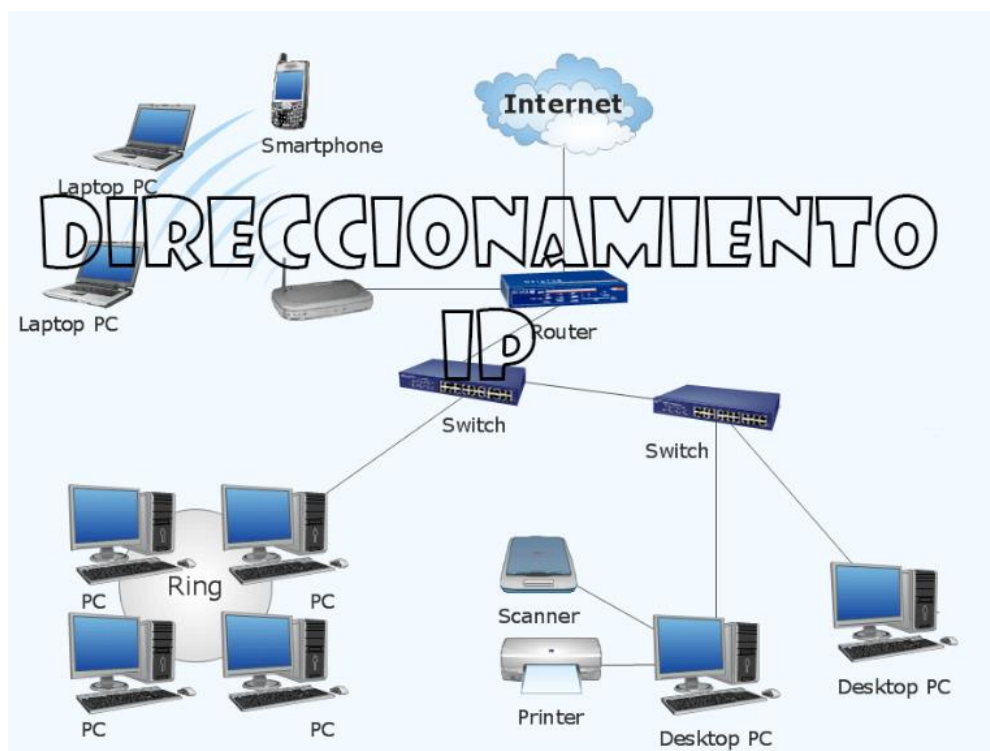 Internet
Smartphone
Laptop PC
DIRECCIONAMIENTO
IP
Laptop PC
Router
Switch
Switch
Ring
PC
PC
PC
PC
Scanner
Printer
Desktop PC
Desktop PC